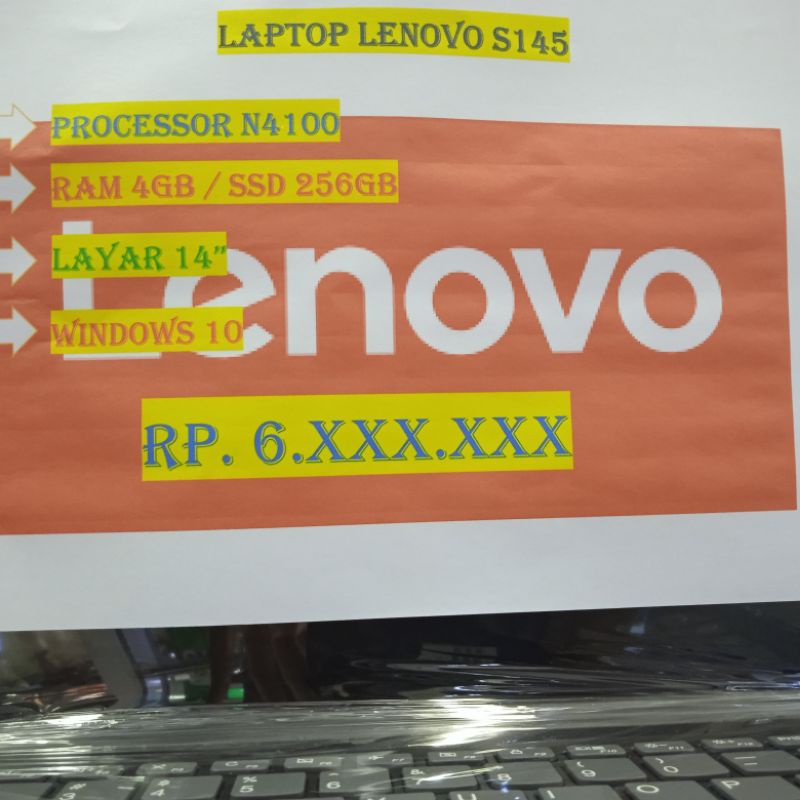 LAPTOP LENOVO S145
PROCESSOR N4100
RAM 4GB / SSD 256GB
LAYAR 14”
WINDOWS 10
Lenovo
RP. 6.XXX.XXX